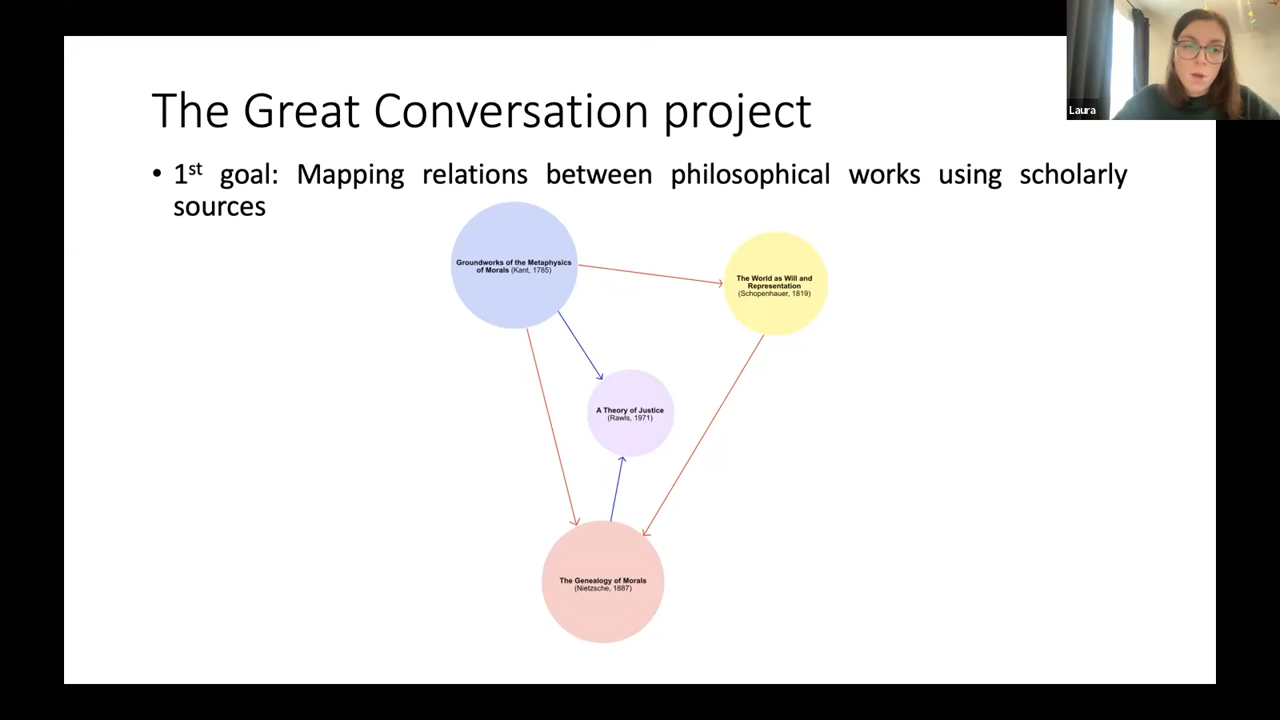 The Great Conversation project
Laura
• 1st goal: Mapping relations between philosophical works using scholarly
sources
Groundworks of the Metaphysics
of Morals (Kant, 1785)
The World as Will and
Representation
(Schopenhauer, 1819)
A Theory of Justice
(Rawls, 1971)
The Genealogy of Morals
(Nietzsche, 1887)